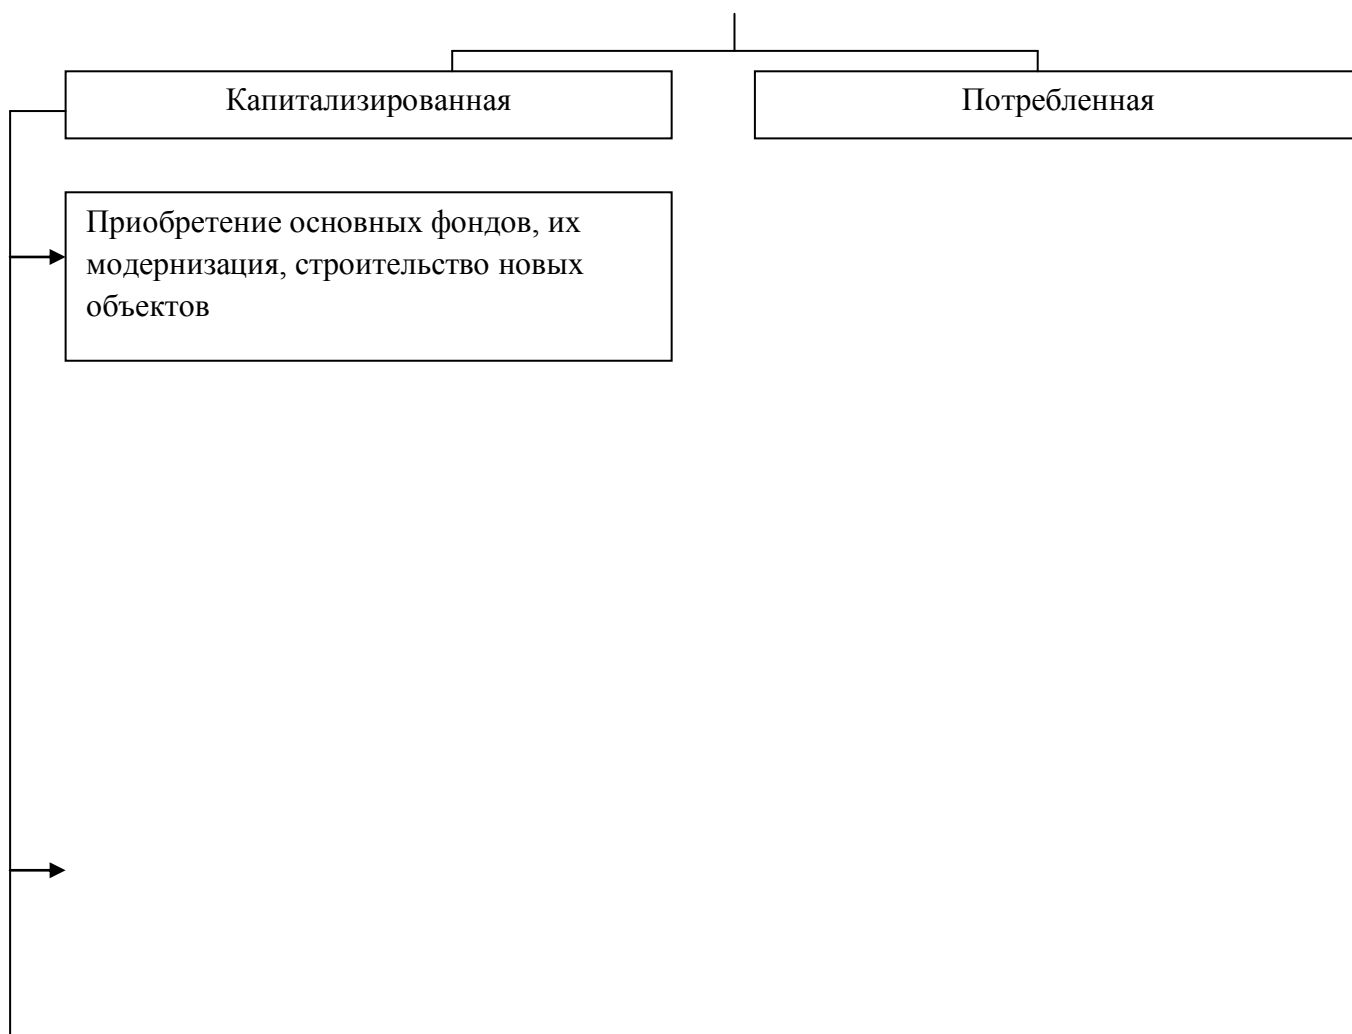 Капитализированная
Потребленная
Приобретение основных фондов, их
модернизация, строительство новых
объектов